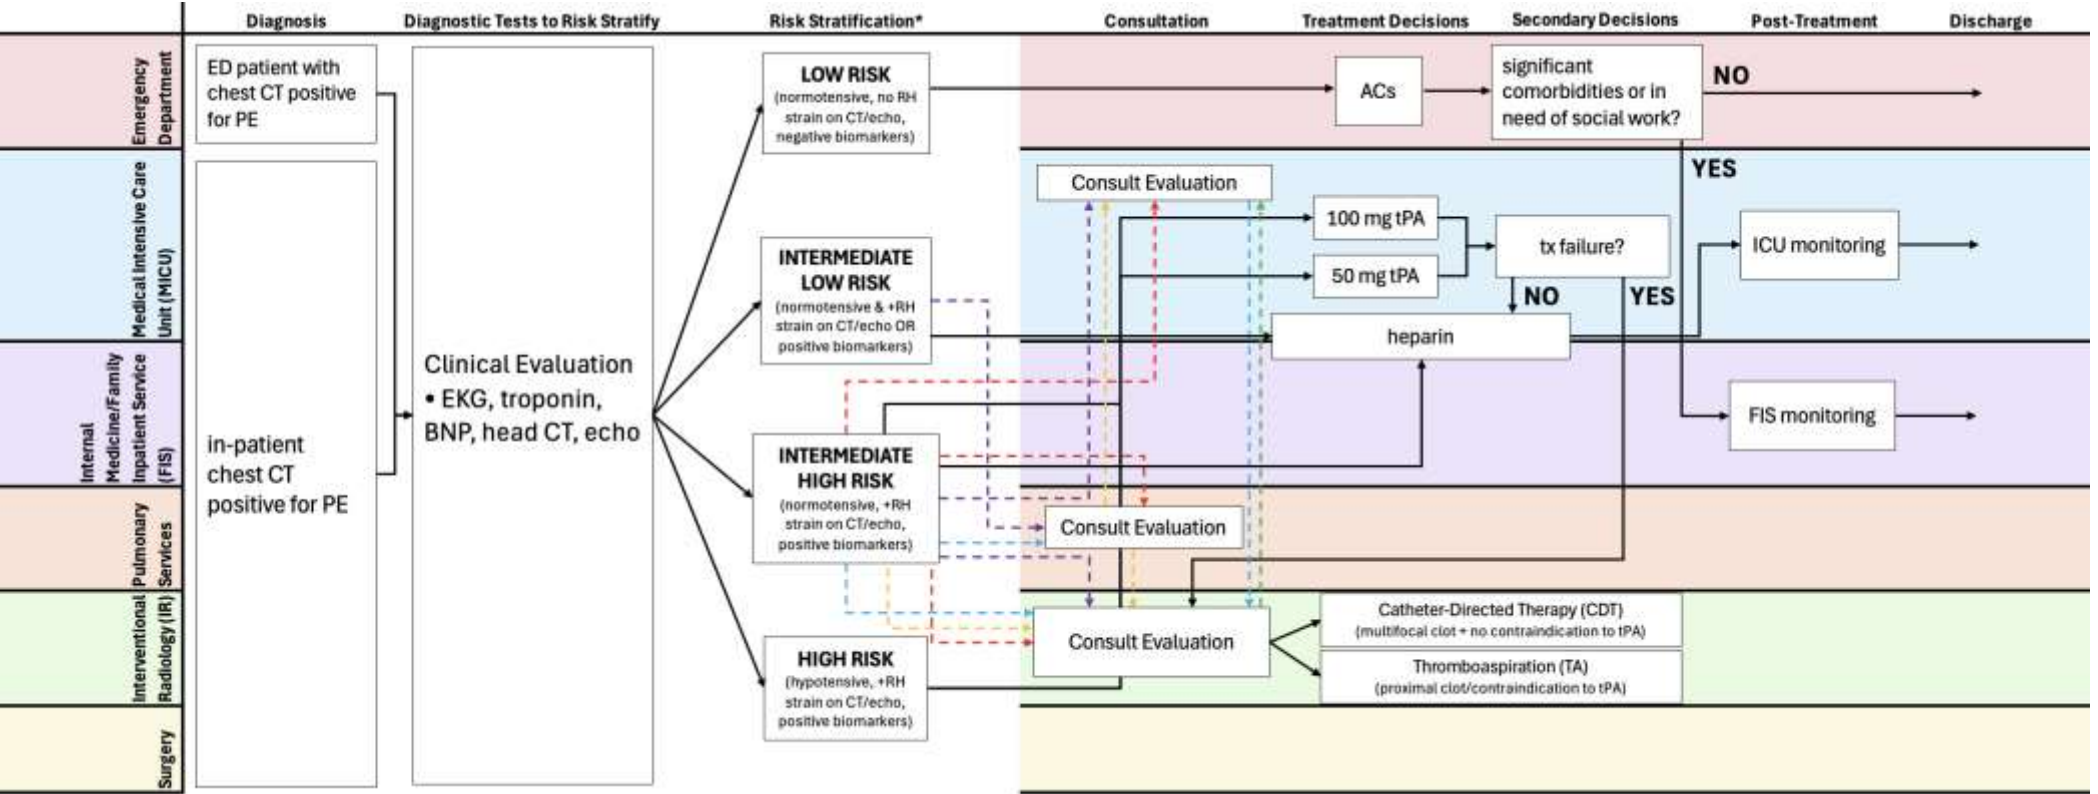 Diagnosis
Diagnostic Tests to Risk Stratify
Risk Stratification*
Consultation
Treatment Decisions
Secondary Decisions
Post-Treatment
Discharge
Emergency
Department
ED patient with
chest CT positive
for PE
LOW RISK
(normotensive, no RH
strain on CT/echo,
negative biomarkers)
ACs
significant
comorbidities or in
need of social work?
NO
YES
Medical Intensive Care
Unit (MICU)
in-patient
chest CT
positive for PE
Clinical Evaluation
• EKG, troponin,
BNP, head CT, echo
INTERMEDIATE
LOW RISK
(normotensive & +RH
strain on CT/echo OR
positive biomarkers)
Consult Evaluation
100 mg tPA
50 mg tPA
tx failure?
NO
YES
heparin
ICU monitoring
Internal
Medicine/Family
Inpatient Service
(FIS)
INTERMEDIATE
HIGH RISK
(normotensive, +RH
strain on CT/echo,
positive biomarkers)
FIS monitoring
Pulmonary
Services
Consult Evaluation
Interventional
Radiology (IR)
HIGH RISK
(hypotensive, +RH
strain on CT/echo,
positive biomarkers)
Consult Evaluation
Catheter-Directed Therapy (CDT)
(multifocal clot + no contraindication to tPA)
Thromboaspiration (TA)
(proximal clot/contraindication to tPA)
Surgery